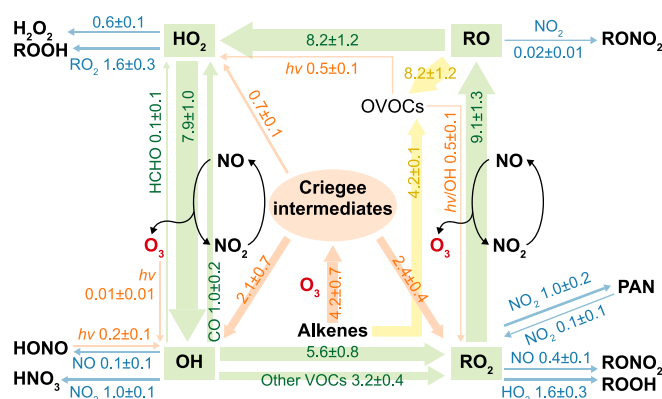 H₂O₂
0.6±0.1
HO₂
8.2±1.2
RO
NO₂
0.02±0.01
RONO₂
ROOH
RO₂ 1.6±0.3
hv 0.5±0.1
8.2±1.2
OVOCs
HCHO 0.1±0.1
7.9±1.0
0.7±0.1
4.2±0.1
hv/OH 0.5±0.1
9.1±1.3
NO
NO
Criegee
intermediates
O₃
NO₂
O₃
NO₂
hv
0.01±0.01
CO 1.0±0.2
2.1±0.7
O₃
4.2±0.7
2.4±0.4
NO₂ 1.0±0.2
PAN
NO₂ 0.1±0.1
Alkenes
HONO
hv 0.2±0.1
NO 0.1±0.1
OH
5.6±0.8
RO₂
NO 0.4±0.1
RONO₂
HNO₃
NO₂ 1.0±0.1
Other VOCs 3.2±0.4
HO₂ 1.6±0.3
ROOH